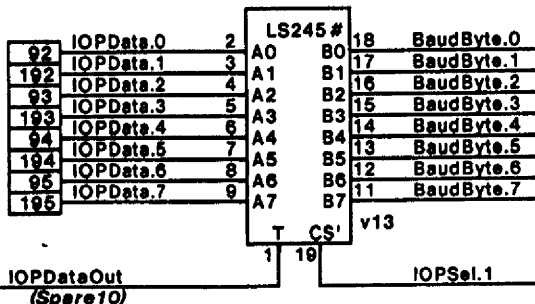 LS245#
92 IOPData.0 2 A0 B0 18 BaudByte.0
192 IOPData.1 3 A1 B1 17 BaudByte.1
93 IOPData.2 4 A2 B2 16 BaudByte.2
193 IOPData.3 5 A3 B3 15 BaudByte.3
94 IOPData.4 6 A4 B4 14 BaudByte.4
194 IOPData.5 7 A5 B5 13 BaudByte.5
95 IOPData.6 8 A6 B6 12 BaudByte.6
195 IOPData.7 9 A7 B7 11 BaudByte.7
T CS' v13
1 19
IOPDataOut IOPSel.1
(Spare10)